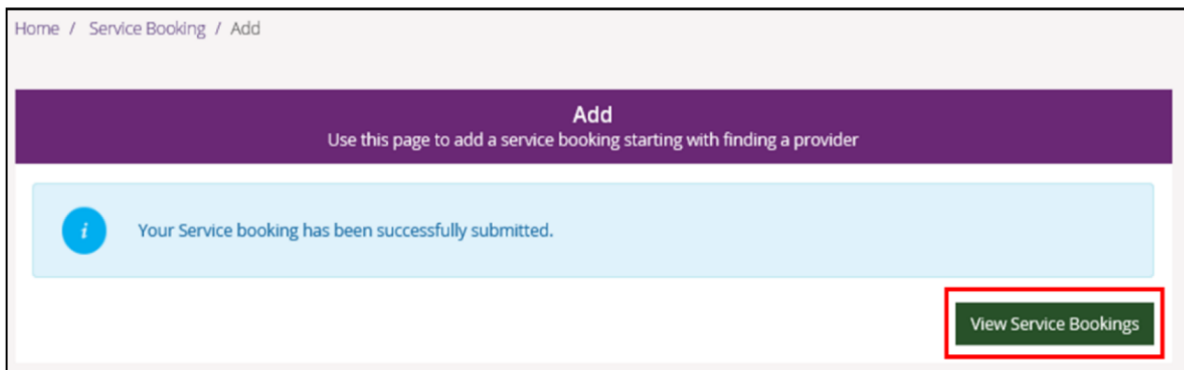 Home / Service Booking / Add
Add
Use this page to add a service booking starting with finding a provider
i
Your Service booking has been successfully submitted.
View Service Bookings